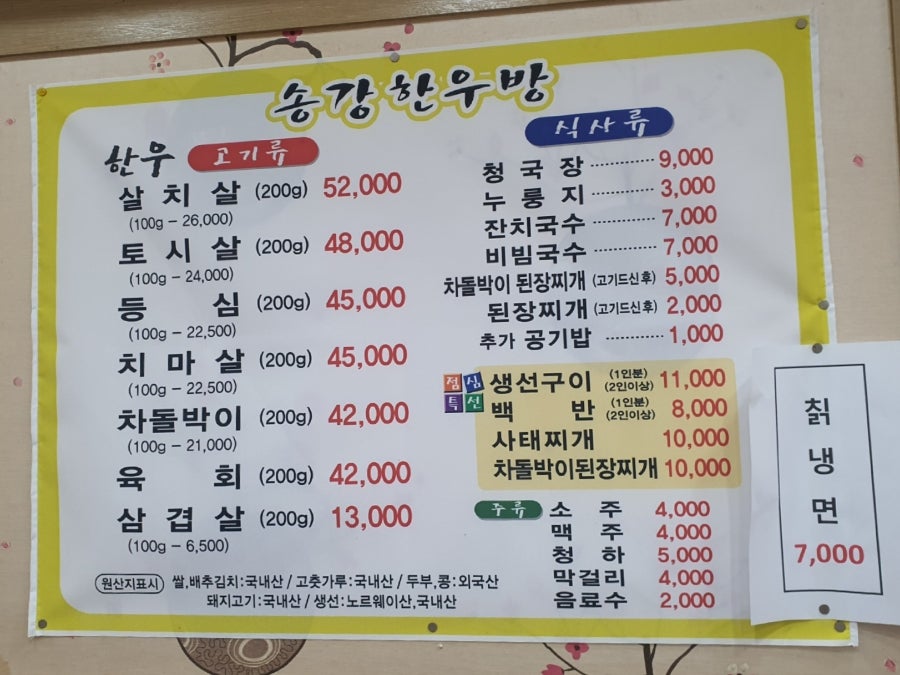 송강한우방
한우 고기류
살치살 (200g) 52,000
(100g - 26,000)
토시살 (200g) 48,000
(100g - 24,000)
등심 (200g) 45,000
(100g - 22,500)
치마살 (200g) 45,000
(100g - 22,500)
차돌박이 (200g) 42,000
(100g - 21,000)
육회 (200g) 42,000
삼겹살 (200g) 13,000
(100g - 6,500)
식사류
청국장 ············ 9,000
누룽지 ············ 3,000
잔치국수 ············ 7,000
비빔국수 ············ 7,000
차돌박이 된장찌개 (고기드신후) 5,000
된장찌개 (고기드신후) 2,000
추가 공기밥 ············ 1,000
점심특선
생선구이 (1인분) (2인이상) 11,000
백반 (1인분) (2인이상) 8,000
사태찌개 10,000
차돌박이된장찌개 10,000
주류
소주 4,000
맥주 4,000
청하 5,000
막걸리 4,000
음료수 2,000
원산지표시 쌀,배추김치:국내산 / 고춧가루:국내산 / 두부,콩:외국산
돼지고기:국내산 / 생선:노르웨이산,국내산
칡냉면
7,000